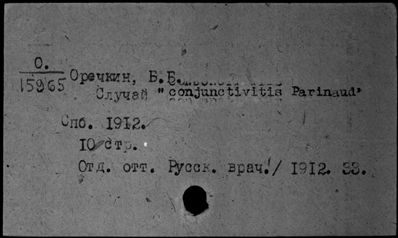 О.
15965
Оречкин, Б.Б.
Случай "conjunctivitis Parinaud"
Спб. 1912.
10 стр.
Отд. отт. Русск. врач./ 1912. 33.